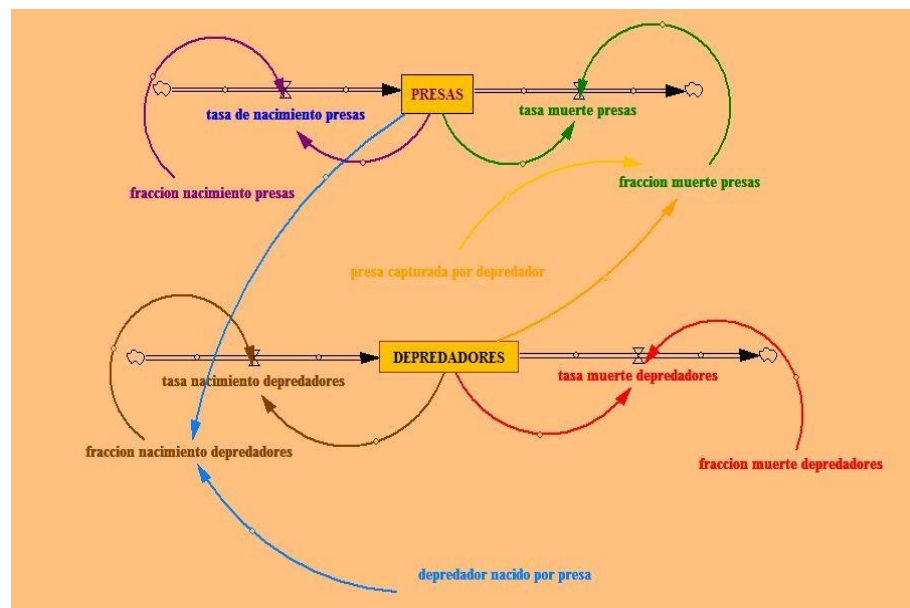 PRESAS
tasa de nacimiento presas
tasa muerte presas
fraccion nacimiento presas
fraccion muerte presas
presa capturada por depredador
DEPREDADORES
tasa nacimiento depredadores
tasa muerte depredadores
fraccion nacimiento depredadores
fraccion muerte depredadores
depredador nacido por presa